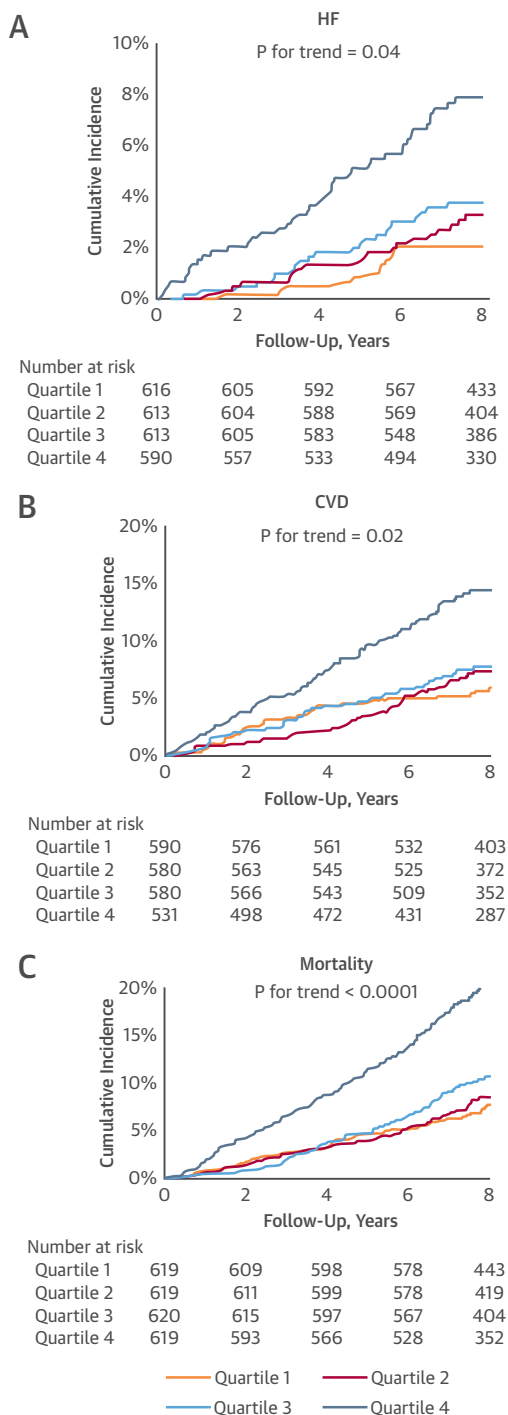 A
HF
P for trend = 0.04
10%
8%
6%
4%
2%
0%
Cumulative Incidence
0 2 4 6 8
Follow-Up, Years
Number at risk
Quartile 1 616 605 592 567 433
Quartile 2 613 604 588 569 404
Quartile 3 613 605 583 548 386
Quartile 4 590 557 533 494 330
B
CVD
P for trend = 0.02
20%
15%
10%
5%
0%
Cumulative Incidence
0 2 4 6 8
Follow-Up, Years
Number at risk
Quartile 1 590 576 561 532 403
Quartile 2 580 563 545 525 372
Quartile 3 580 566 543 509 352
Quartile 4 531 498 472 431 287
C
Mortality
P for trend < 0.0001
20%
15%
10%
5%
0%
Cumulative Incidence
0 2 4 6 8
Follow-Up, Years
Number at risk
Quartile 1 619 609 598 578 443
Quartile 2 619 611 599 578 419
Quartile 3 620 615 597 567 404
Quartile 4 619 593 566 528 352
Quartile 1 Quartile 2
Quartile 3 Quartile 4